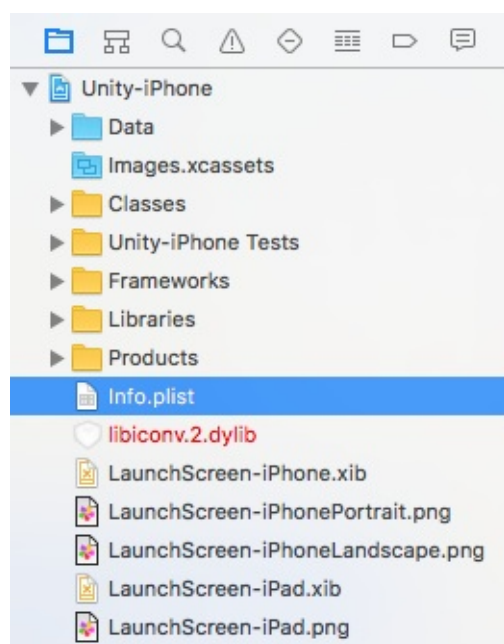 Unity-iPhone
Data
Images.xcassets
Classes
Unity-iPhone Tests
Frameworks
Libraries
Products
Info.plist
libiconv.2.dylib
LaunchScreen-iPhone.xib
LaunchScreen-iPhonePortrait.png
LaunchScreen-iPhoneLandscape.png
LaunchScreen-iPad.xib
LaunchScreen-iPad.png